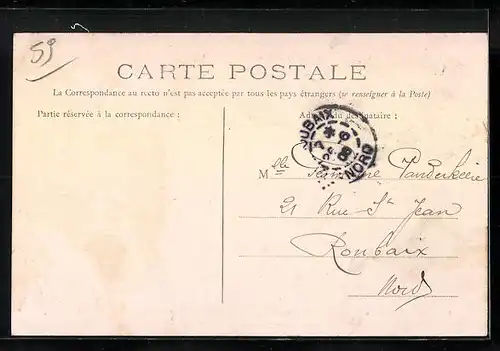 59
CARTE POSTALE
La Correspondance au recto n'est pas acceptée par tous les pays étrangers (se renseigner à la Poste)
Partie réservée à la correspondance :
Adresse du destinataire :
ROUBAIX
NORD
Mlle
21 Rue St Jean
Roubaix
Nord